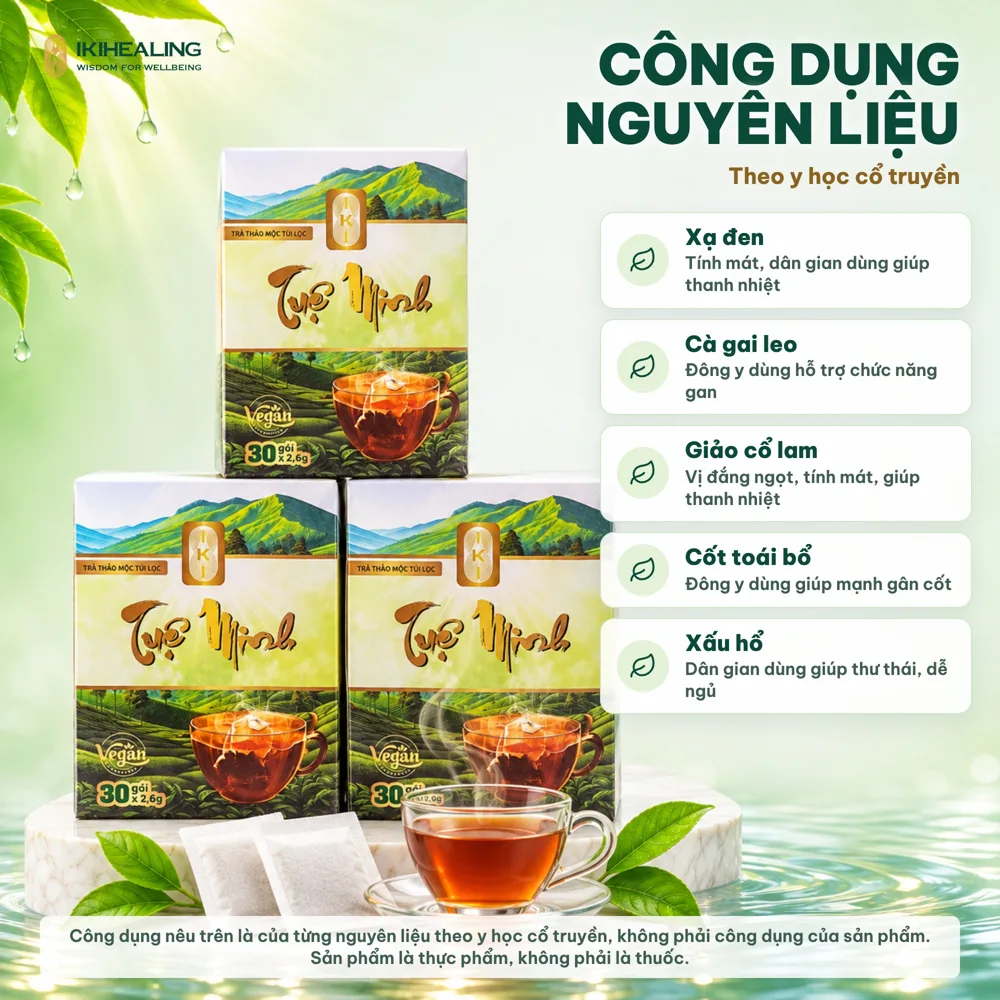 IKIHEALING
WISDOM FOR WELLBEING
CÔNG DỤNG
NGUYÊN LIỆU
Theo y học cổ truyền
Xạ đen
Tính mát, dân gian dùng giúp
thanh nhiệt
Cà gai leo
Đông y dùng hỗ trợ chức năng
gan
Giảo cổ lam
Vị đắng ngọt, tính mát, giúp
thanh nhiệt
Cốt toái bổ
Đông y dùng giúp mạnh gân cốt
Xấu hổ
Dân gian dùng giúp thư thái, dễ
ngủ
IKI
TRÀ THẢO MỘC TÚI LỌC
Tuệ Minh
Vegan
30 gói
x 2,6g
IKI
TRÀ THẢO MỘC TÚI LỌC
Tuệ Minh
Vegan
30 gói
x 2,6g
IKI
TRÀ THẢO MỘC TÚI LỌC
Tuệ Minh
Vegan
30 gói
x 2,6g
Công dụng nêu trên là của từng nguyên liệu theo y học cổ truyền, không phải công dụng của sản phẩm.
Sản phẩm là thực phẩm, không phải là thuốc.